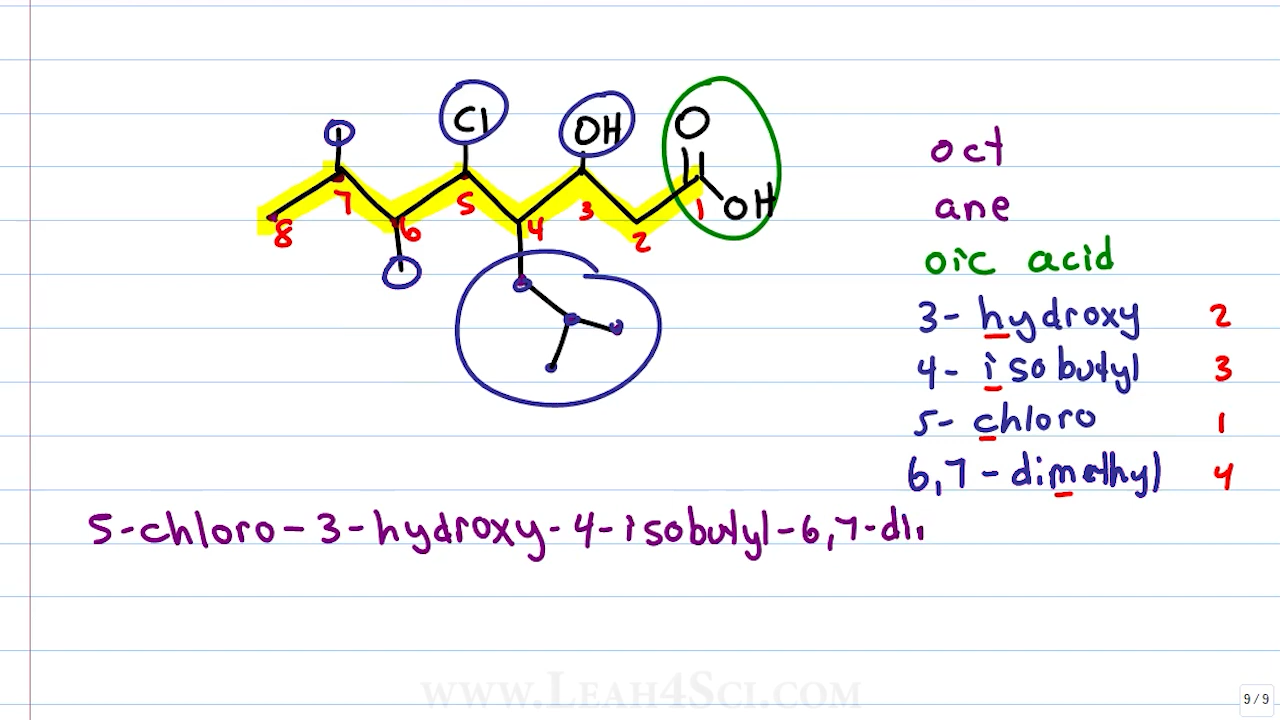 Cl
OH
O
OH
8
7
6
5
4
3
2
1
oct
ane
oic acid
3- hydroxy 2
4- isobutyl 3
5- chloro 1
6,7-dimethyl 4
5-chloro-3-hydroxy-4-isobutyl-6,7-di
www.Leah4Sci.com
9/9